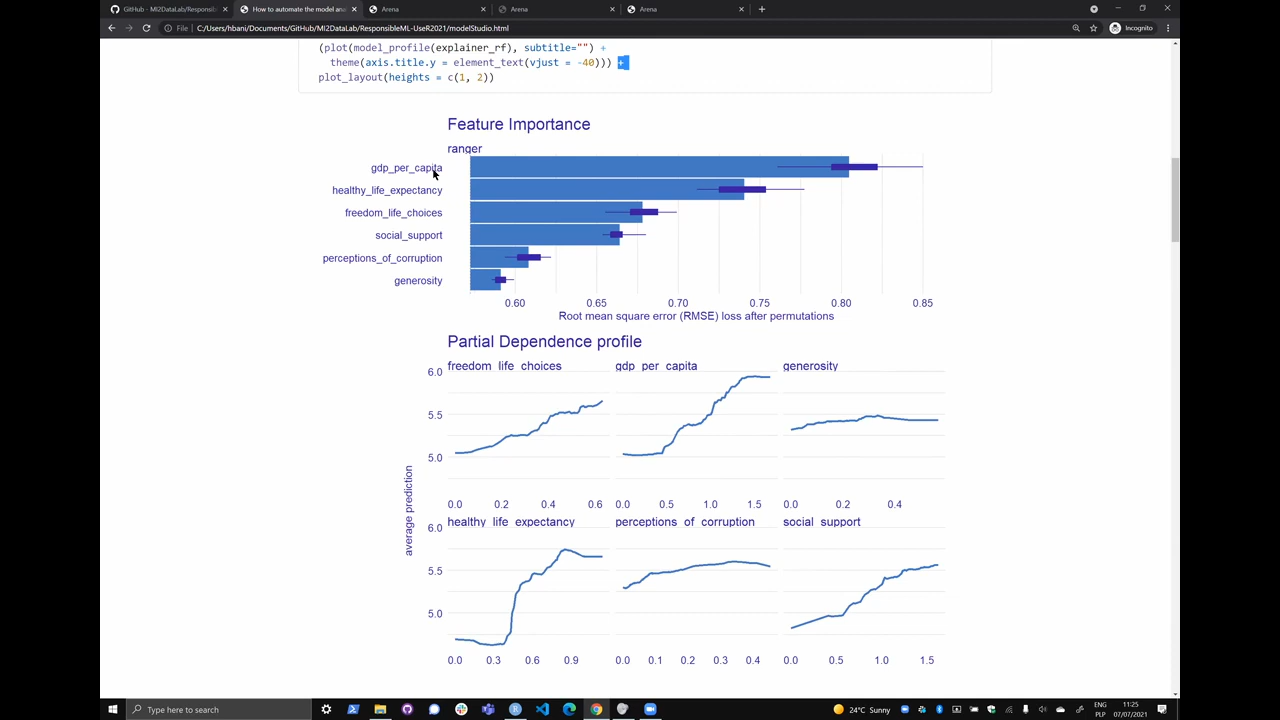 GitHub - MI2DataLab/Responsibl
How to automate the model ana
Arena
Arena
Arena
File
C:/Users/hbani/Documents/GitHub/MI2DataLab/ResponsibleML-UseR2021/modelStudio.html
Incognito
(plot(model_profile(explainer_rf), subtitle="") +
theme(axis.title.y = element_text(vjust = -40))) +
plot_layout(heights = c(1, 2))
Feature Importance
ranger
gdp_per_capita
healthy_life_expectancy
freedom_life_choices
social_support
perceptions_of_corruption
generosity
0.60 0.65 0.70 0.75 0.80 0.85
Root mean square error (RMSE) loss after permutations
Partial Dependence profile
freedom life choices
gdp per capita
generosity
6.0
5.5
5.0
0.0 0.2 0.4 0.6
0.0 0.5 1.0 1.5
0.0 0.2 0.4
average prediction
healthy life expectancy
perceptions of corruption
social support
6.0
5.5
5.0
0.0 0.3 0.6 0.9
0.0 0.1 0.2 0.3 0.4
0.0 0.5 1.0 1.5
Type here to search
24°C Sunny
ENG
PLP
11:25
07/07/2021